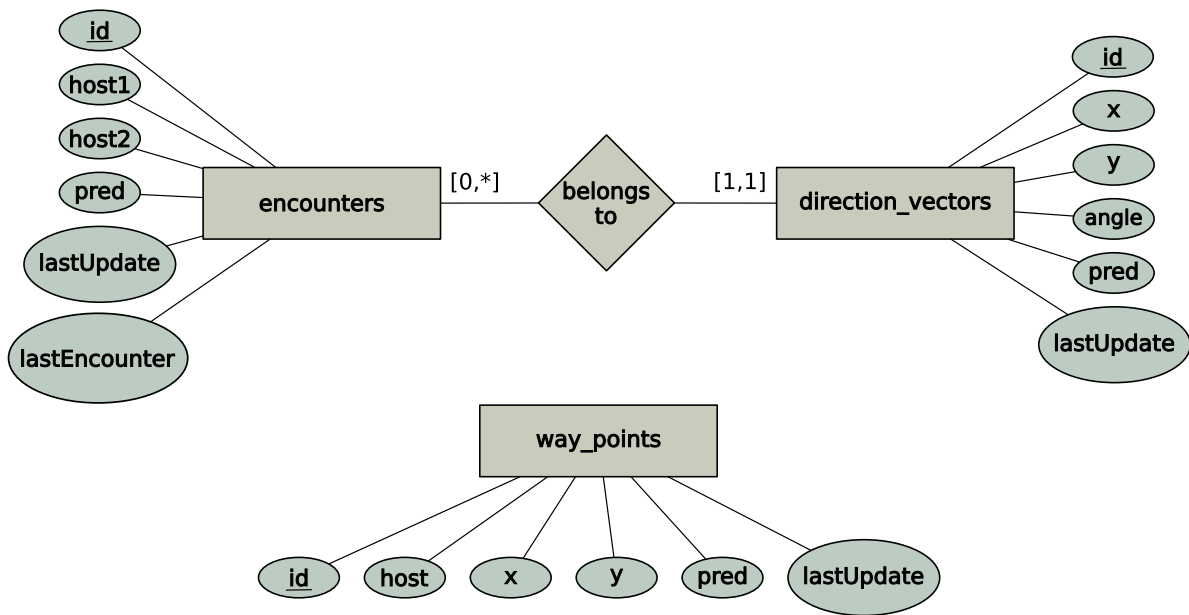 id
host1
host2
pred
lastUpdate
lastEncounter
encounters
[0,*]
belongs
to
[1,1]
direction_vectors
id
x
y
angle
pred
lastUpdate
way_points
id
host
x
y
pred
lastUpdate